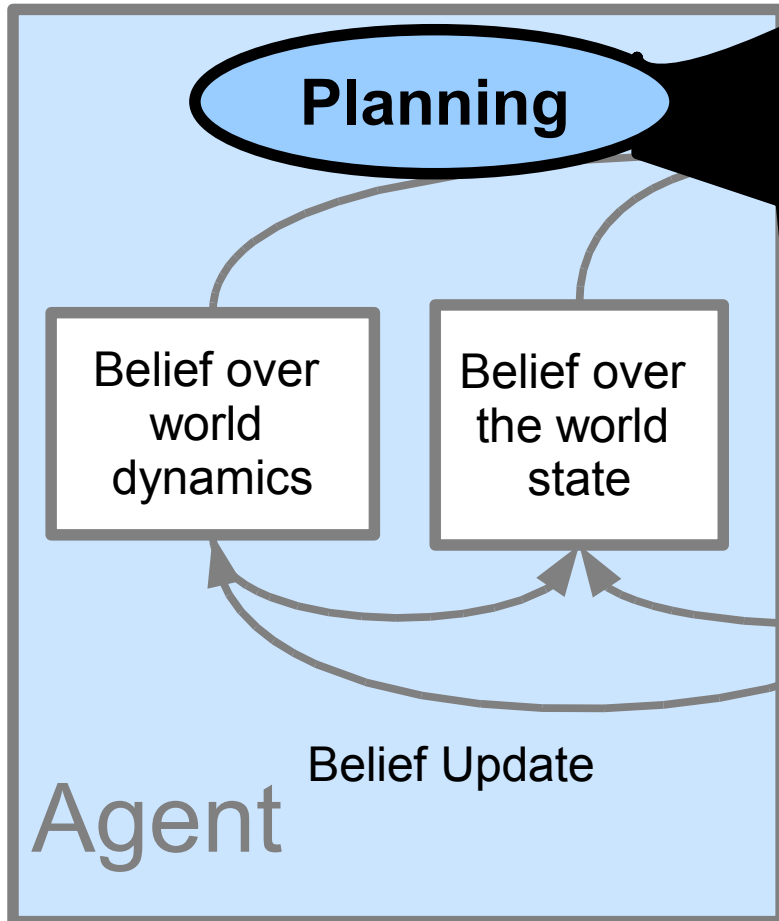 Planning
Belief over
world
dynamics
Belief over
the world
state
Belief Update
Agent